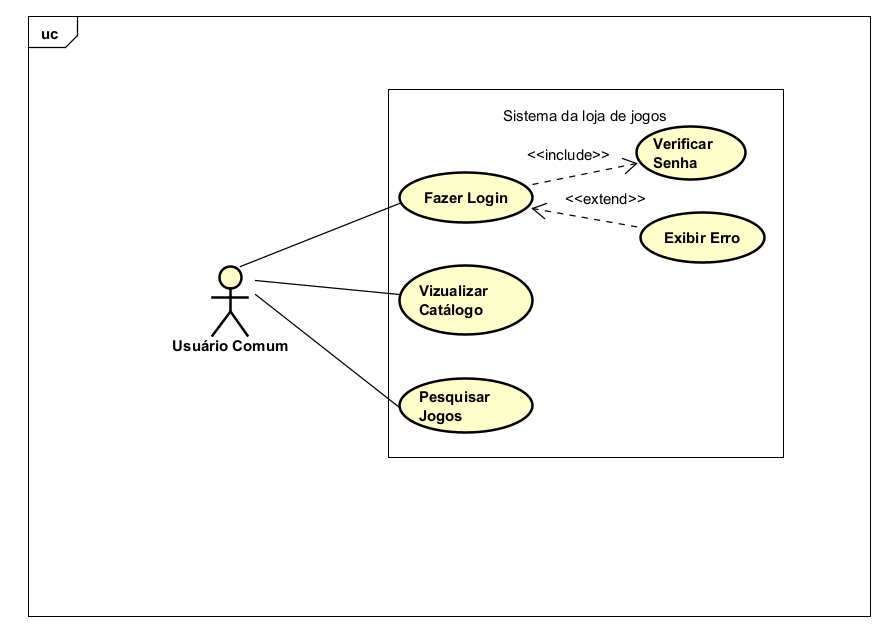 uc
Sistema da loja de jogos
Verificar
Senha
<<include>>
Fazer Login
<<extend>>
Exibir Erro
Vizualizar
Catálogo
Usuário Comum
Pesquisar
Jogos